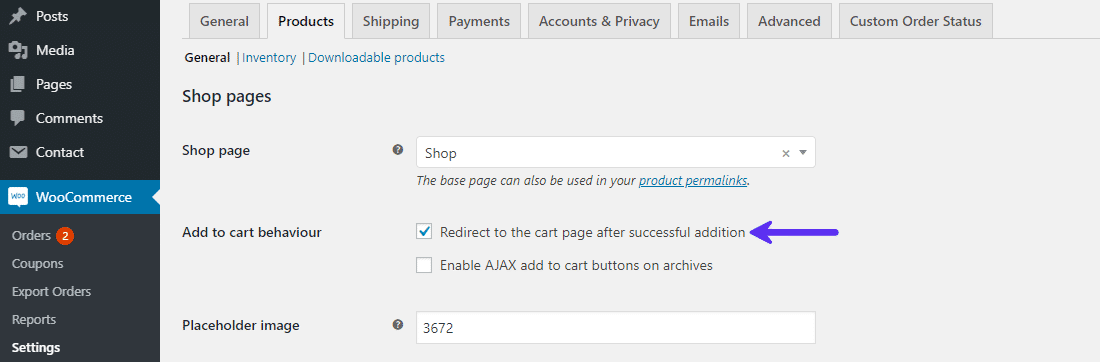 Posts
Media
Pages
Comments
Contact
WOO WooCommerce
Orders 2
Coupons
Export Orders
Reports
Settings
General Products Shipping Payments Accounts & Privacy Emails Advanced Custom Order Status
General | Inventory | Downloadable products
Shop pages
Shop page ? Shop × 
The base page can also be used in your product permalinks.
Add to cart behaviour Redirect to the cart page after successful addition
Enable AJAX add to cart buttons on archives
Placeholder image ? 3672